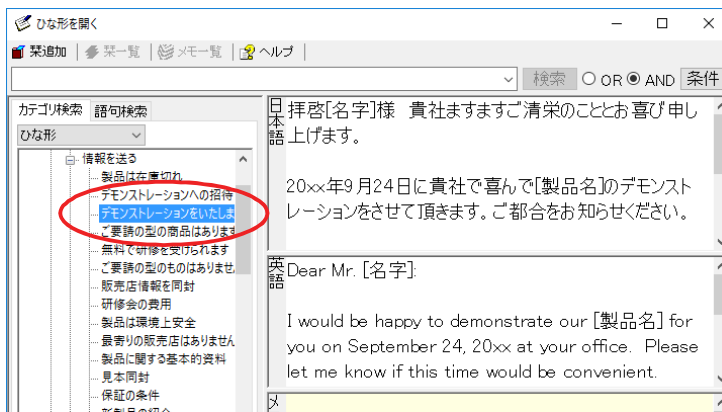 ひな形を開く
栞追加 栞一覧 メモ一覧 ヘルプ
検索 OR AND 条件
カテゴリ検索 語句検索
ひな形
情報を送る
製品は在庫切れ
デモンストレーションへの招待
デモンストレーションをいたしま
ご要請の型の商品はあります
無料で研修を受けられます
ご要請の型のものはありませ
販売店情報を同封
研修会の費用
製品は環境上安全
最寄りの販売店はありません
製品に関する基本的資料
見本同封
保証の条件
新製品の紹介
日本語
拝啓[名字]様 貴社ますますご清栄のこととお喜び申し
上げます。
20xx年9月24日に貴社で喜んで[製品名]のデモンスト
レーションをさせて頂きます。ご都合をお知らせください。
英語
Dear Mr. [名字]:
I would be happy to demonstrate our [製品名] for
you on September 24, 20xx at your office. Please
let me know if this time would be convenient.
メ